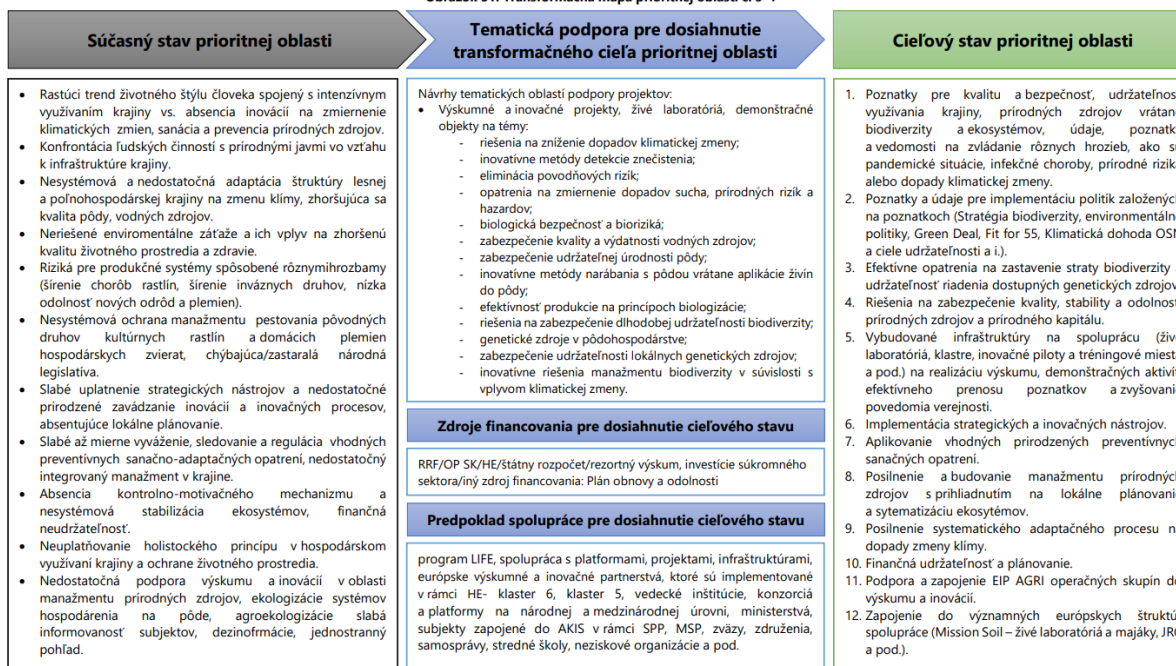 Transformačná mapa prioritnej oblasti č.
Súčasný stav prioritnej oblasti
• Rastúci trend životného štýlu človeka spojený s intenzívnym
využívaním krajiny vs. absencia inovácií na zmiernenie
klimatických zmien, sanácia a prevencia prírodných zdrojov.
• Konfrontácia ľudských činností s prírodnými javmi vo vzťahu
k infraštruktúre krajiny.
• Nesystémová a nedostatočná adaptácia štruktúry lesnej
a poľnohospodárskej krajiny na zmenu klímy, zhoršujúca sa
kvalita pôdy, vodných zdrojov.
• Neriešené enviromentálne záťaže a ich vplyv na zhoršenú
kvalitu životného prostredia a zdravie.
• Riziká pre produkčné systémy spôsobené rôznymihrozbamy
(šírenie chorôb rastlín, šírenie inváznych druhov, nízka
odolnosť nových odrôd a plemien).
• Nesystémová ochrana manažmentu pestovania pôvodných
druhov kultúrnych rastlín a domácich plemien
hospodárskych zvierat, chýbajúca/zastaralá národná
legislatíva.
• Slabé uplatnenie strategických nástrojov a nedostatočné
prirodzené zavádzanie inovácií a inovačných procesov,
absentujúce lokálne plánovanie.
• Slabé až mierne vyváženie, sledovanie a regulácia vhodných
preventívnych sanačno-adaptačných opatrení, nedostatočný
integrovaný manažment v krajine.
• Absencia kontrolno-motivačného mechanizmu a
nesystémová stabilizácia ekosystémov, finančná
neudržateľnosť.
• Neuplatňovanie holistockého princípu v hospodárskom
využívaní krajiny a ochrane životného prostredia.
• Nedostatočná podpora výskumu a inovácií v oblasti
manažmentu prírodných zdrojov, ekologizácie systémov
hospodárenia na pôde, agroekologizácie slabá
informovanosť subjektov, dezinofrmácie, jednostranný
pohľad.
Tematická podpora pre dosiahnutie
transformačného cieľa prioritnej oblasti
Návrhy tematických oblastí podpory projektov:
• Výskumné a inovačné projekty, živé laboratóriá, demonštračné
objekty na témy:
- riešenia na zníženie dopadov klimatickej zmeny;
- inovatívne metódy detekcie znečistenia;
- eliminácia povodňových rizík;
- opatrenia na zmiernenie dopadov sucha, prírodných rizík a
hazardov;
- biologická bezpečnosť a bioriziká;
- zabezpečenie kvality a výdatnosti vodných zdrojov;
- zabezpečenie udržateľnej úrodnosti pôdy;
- inovatívne metódy narábania s pôdou vrátane aplikácie živín
do pôdy;
- efektívnosť produkcie na princípoch biologizácie;
- riešenia na zabezpečenie dlhodobej udržateľnosti biodiverzity;
- genetické zdroje v pôdohospodárstve;
- zabezpečenie udržateľnosti lokálnych genetických zdrojov;
- inovatívne riešenia manažmentu biodiverzity v súvislosti s
vplyvom klimatickej zmeny.
Zdroje financovania pre dosiahnutie cieľového stavu
RRF/OP SK/HE/štátny rozpočet/rezortný výskum, investície súkromného
sektora/iný zdroj financovania: Plán obnovy a odolnosti
Predpoklad spolupráce pre dosiahnutie cieľového stavu
program LIFE, spolupráca s platformami, projektami, infraštruktúrami,
európske výskumné a inovačné partnerstvá, ktoré sú implementované
v rámci HE- klaster 6, klaster 5, vedecké inštitúcie, konzorciá
a platformy na národnej a medzinárodnej úrovni, ministerstvá,
subjekty zapojené do AKIS v rámci SPP, MSP, zväzy, združenia,
samosprávy, stredné školy, neziskové organizácie a pod.
Cieľový stav prioritnej oblasti
1. Poznatky pre kvalitu a bezpečnosť, udržateľnos
využívania krajiny, prírodných zdrojov vrátan
biodiverzity a ekosystémov, údaje, poznatk
a vedomosti na zvládanie rôznych hrozieb, ako s
pandemické situácie, infekčné choroby, prírodné rizik
alebo dopady klimatickej zmeny.
2. Poznatky a údaje pre implementáciu politík založenýc
na poznatkoch (Stratégia biodiverzity, environmentáln
politiky, Green Deal, Fit for 55, Klimatická dohoda OS
a ciele udržateľnosti a i.).
3. Efektívne opatrenia na zastavenie straty biodiverzity
udržateľnosť riadenia dostupných genetických zdrojov
4. Riešenia na zabezpečenie kvality, stability a odolnost
prírodných zdrojov a prírodného kapitálu.
5. Vybudované infraštruktúry na spoluprácu (živ
laboratóriá, klastre, inovačné piloty a tréningové miest
a pod.) na realizáciu výskumu, demonštračných aktivít
efektívneho prenosu poznatkov a zvyšovani
povedomia verejnosti.
6. Implementácia strategických a inovačných nástrojov.
7. Aplikovanie vhodných prirodzených preventívnyc
sanačných opatrení.
8. Posilnenie a budovanie manažmentu prírodnýc
zdrojov s prihliadnutím na lokálne plánovani
a sytematizáciu ekosytémov.
9. Posilnenie systematického adaptačného procesu n
dopady zmeny klímy.
10. Finančná udržateľnosť a plánovanie.
11. Podpora a zapojenie EIP AGRI operačných skupín d
výskumu a inovácií.
12. Zapojenie do významných európskych štruktú
spolupráce (Mission Soil – živé laboratóriá a majáky, JR
a pod.).